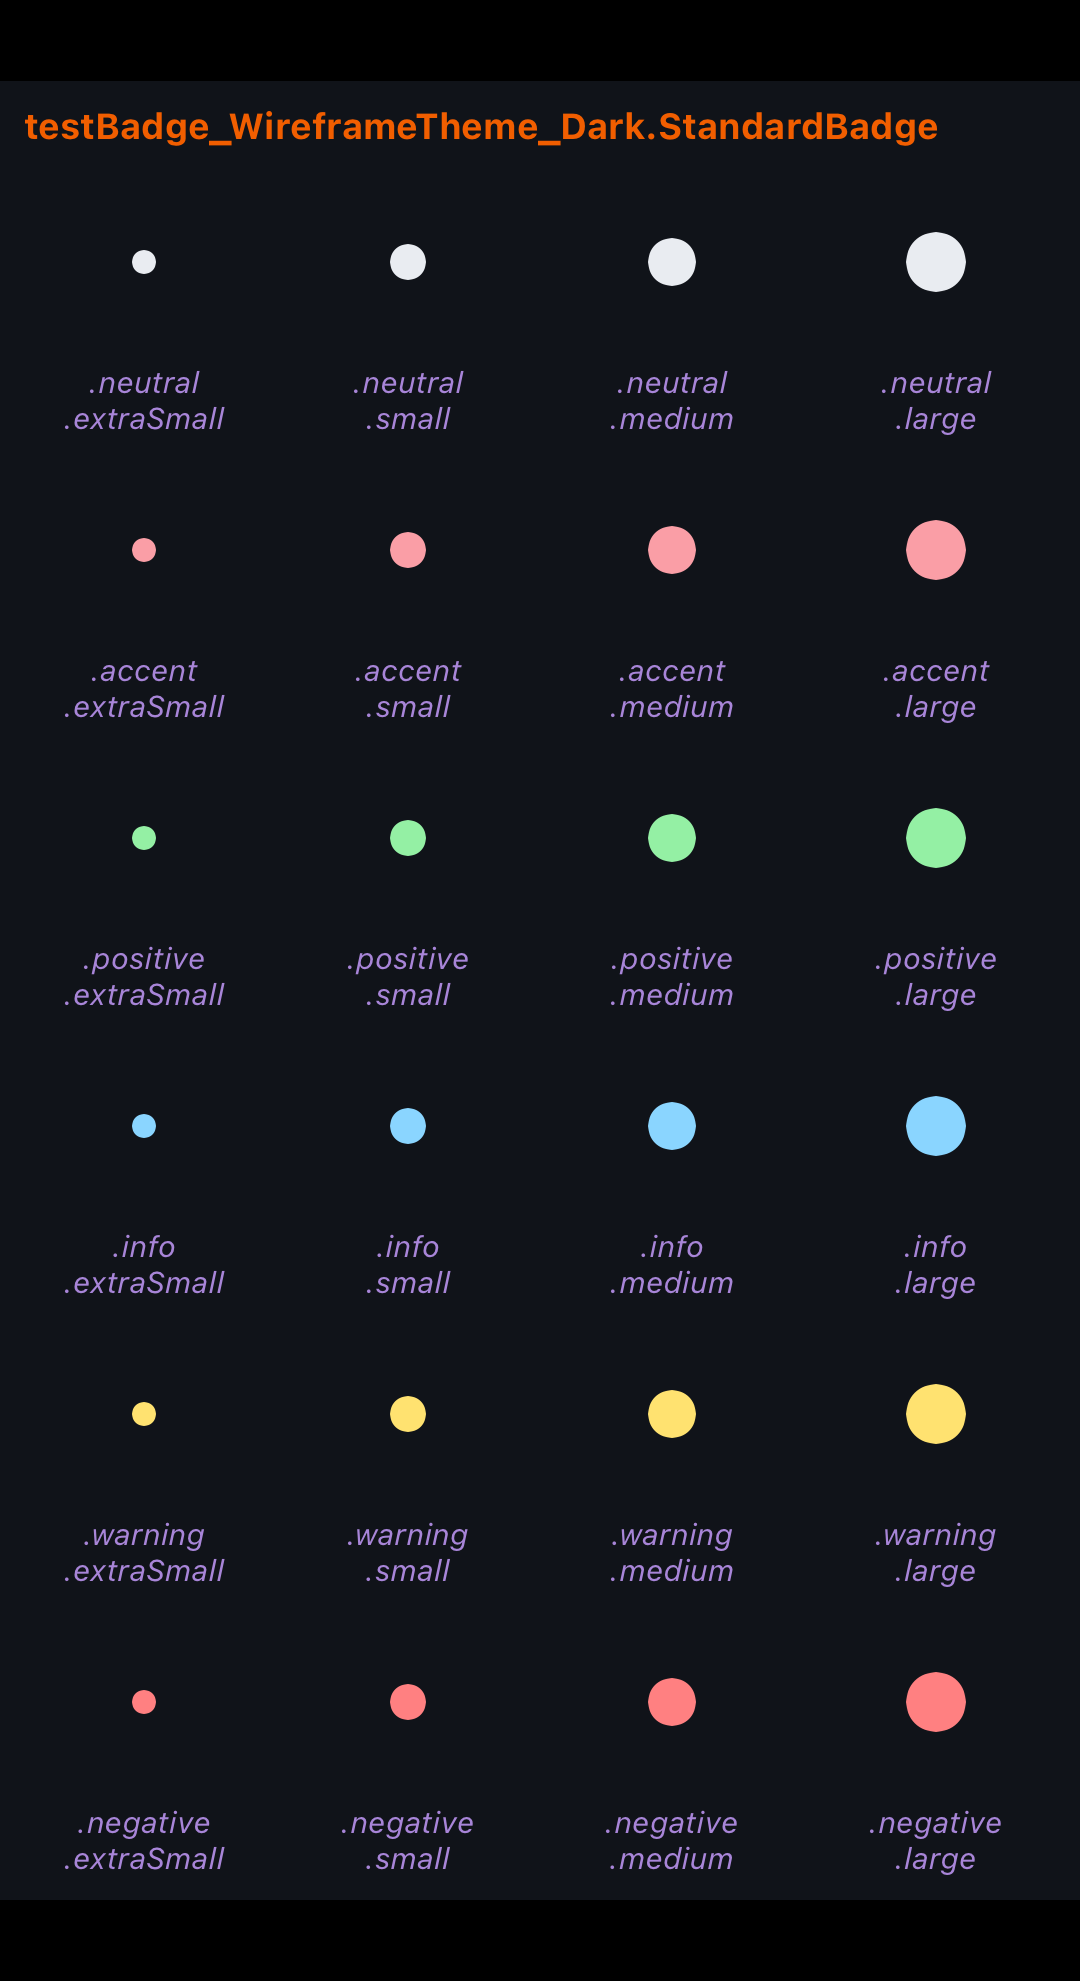 testBadge_WireframeTheme_Dark.StandardBadge
.neutral .neutral .neutral .neutral
.extraSmall .small .medium .large
.accent .accent .accent .accent
.extraSmall .small .medium .large
.positive .positive .positive .positive
.extraSmall .small .medium .large
.info .info .info .info
.extraSmall .small .medium .large
.warning .warning .warning .warning
.extraSmall .small .medium .large
.negative .negative .negative .negative
.extraSmall .small .medium .large